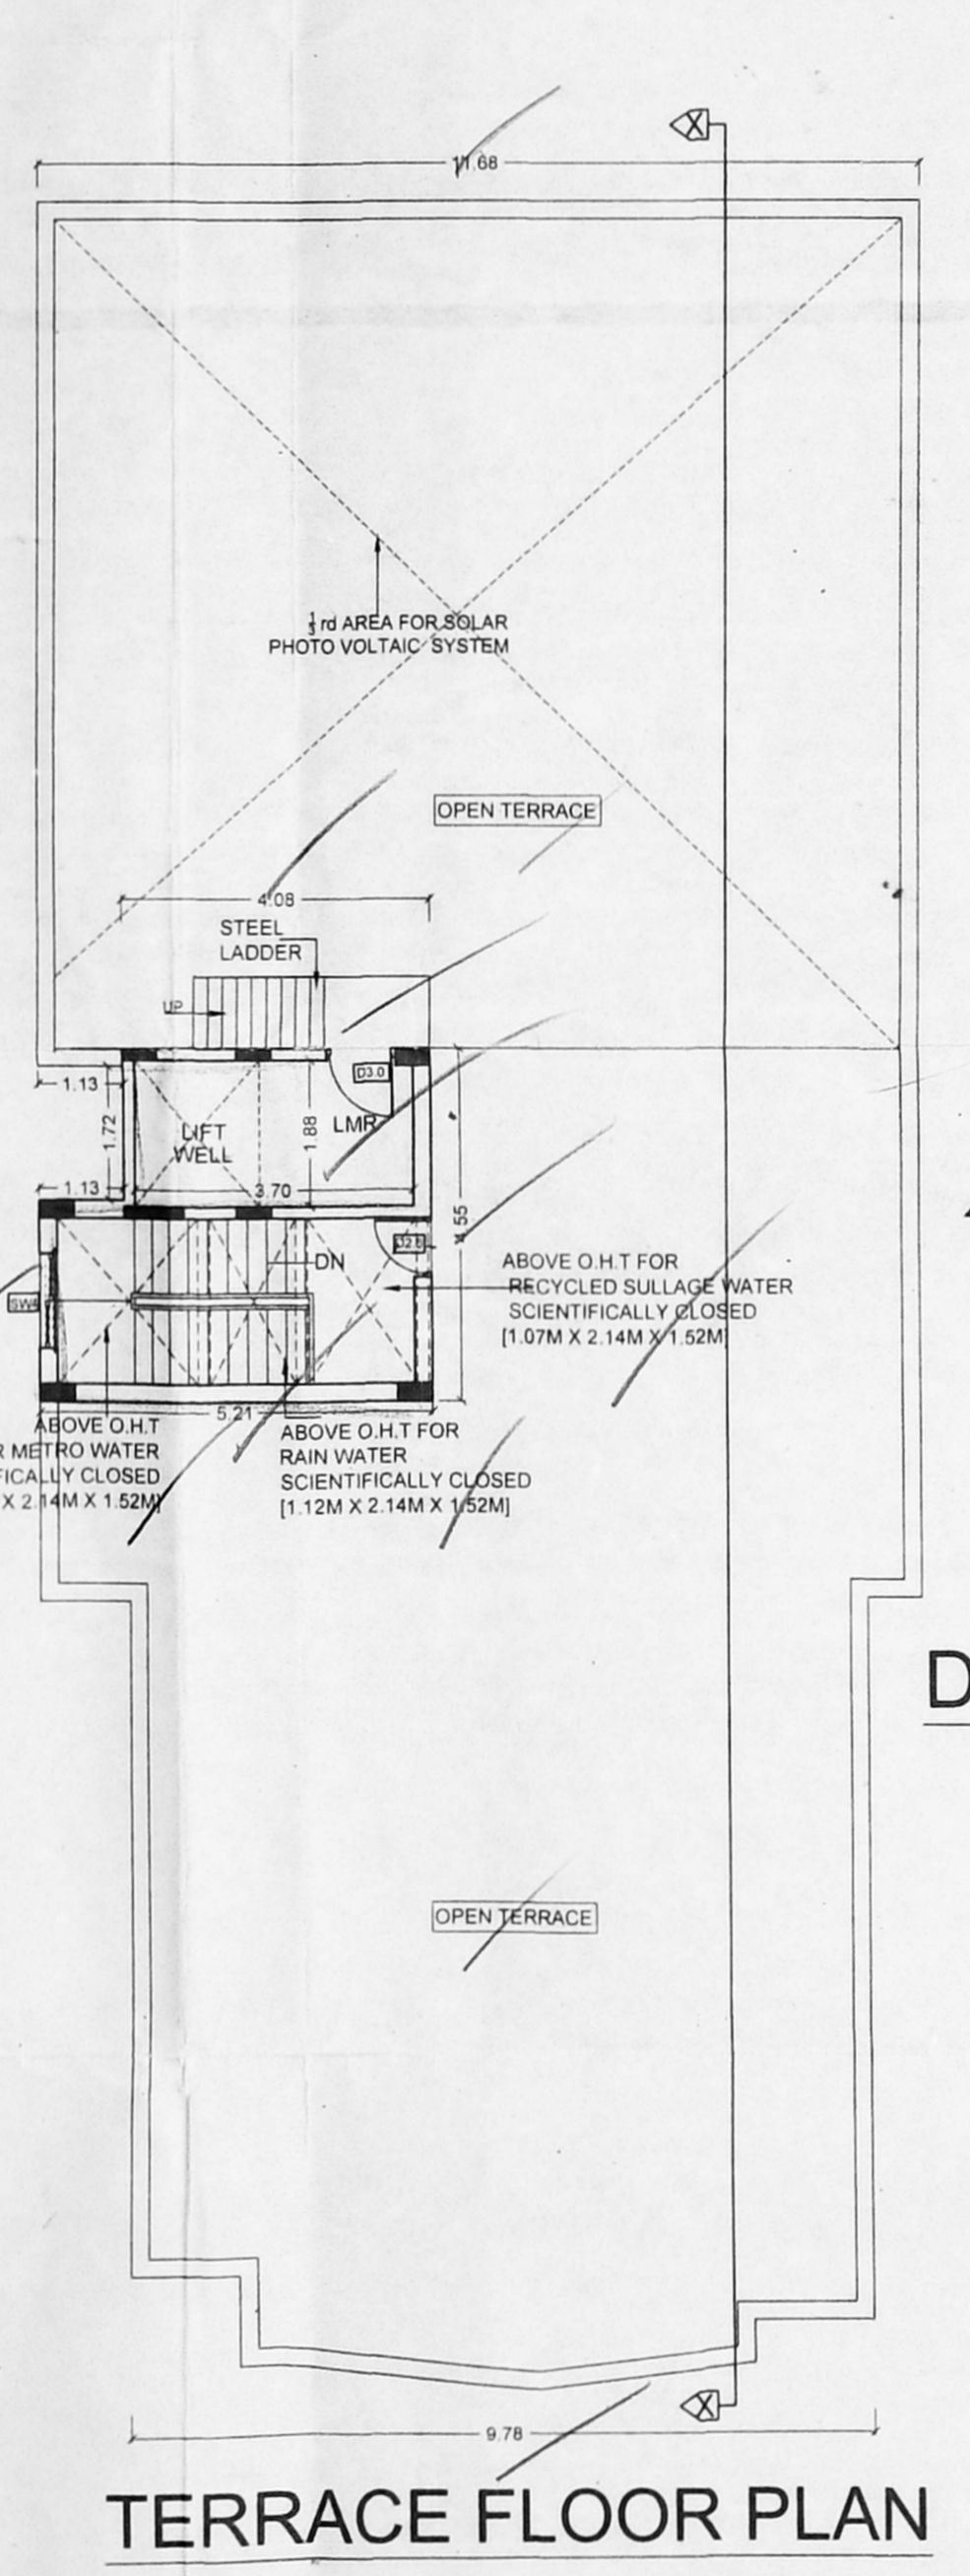 X
11.68
1/3 rd AREA FOR SOLAR
PHOTO VOLTAIC SYSTEM
OPEN TERRACE
4.08
STEEL
LADDER
UP
D3.0
1.13
1.72
LIFT
WELL
1.88
LMR
1.13
3.70
4.55
DN
ABOVE O.H.T FOR
RECYCLED SULLAGE WATER
SCIENTIFICALLY CLOSED
[1.07M X 2.14M X 1.52M]
5.21
ABOVE O.H.T
R METRO WATER
FICALLY CLOSED
X 2.14M X 1.52M]
ABOVE O.H.T FOR
RAIN WATER
SCIENTIFICALLY CLOSED
[1.12M X 2.14M X 1.52M]
D
OPEN TERRACE
X
9.78
TERRACE FLOOR PLAN